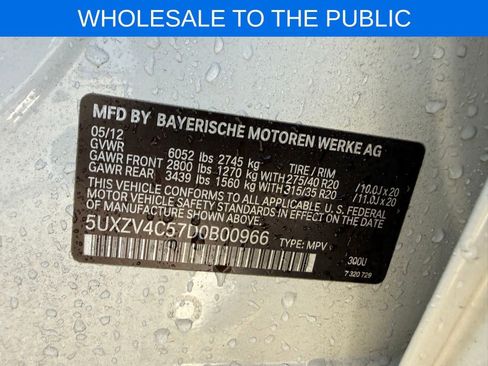 WHOLESALE TO THE PUBLIC
MFD BY BAYERISCHE MOTOREN WERKE AG
05/12
GVWR 6052 lbs 2745 kg TIRE / RIM
GAWR FRONT 2800 lbs 1270 kg 275/40 R20 /10.0J x 20
GAWR REAR 3439 lbs 1560 kg 315/35 R20 /11.0J x 20
THIS VEHICLE CONFORMS TO ALL APPLICABLE U. S. FEDERAL
MOTOR VEHICLE SAFETY STANDARDS IN EFFECT ON THE DATE
OF MANUFACTURE SHOWN ABOVE.
5UXZV4C57D0B00966 TYPE: MPV 3Q0U
7 320 729